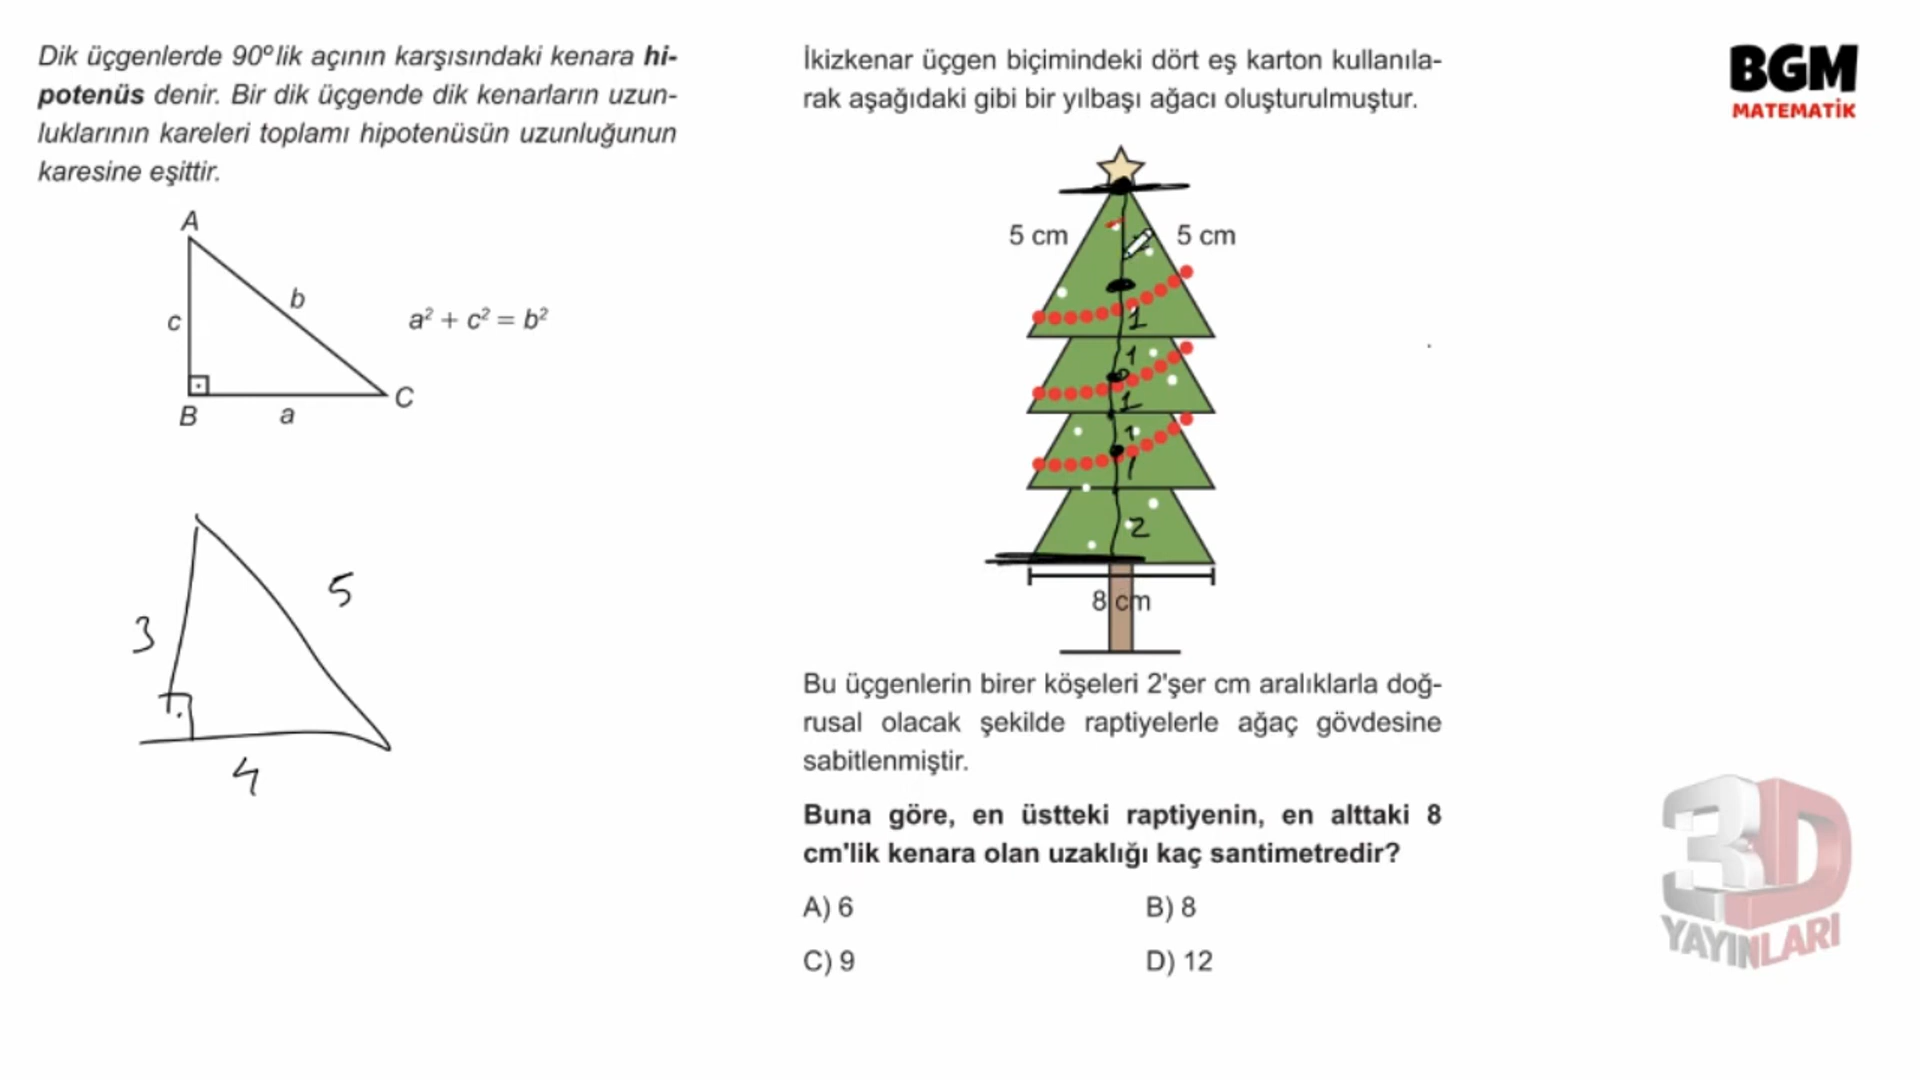 Dik üçgenlerde 90°lik açının karşısındaki kenara hi-
potenüs denir. Bir dik üçgende dik kenarların uzun-
luklarının kareleri toplamı hipotenüsün uzunluğunun
karesine eşittir.
A
b
c
a² + c² = b²
B
a
C
3
5
4
İkizkenar üçgen biçimindeki dört eş karton kullanıla-
rak aşağıdaki gibi bir yılbaşı ağacı oluşturulmuştur.
5 cm
5 cm
1
1
1
1
1
2
8 cm
Bu üçgenlerin birer köşeleri 2'şer cm aralıklarla doğ-
rusal olacak şekilde raptiyelerle ağaç gövdesine
sabitlenmiştir.
Buna göre, en üstteki raptiyenin, en alttaki 8
cm'lik kenara olan uzaklığı kaç santimetredir?
A) 6
B) 8
C) 9
D) 12
BGM
MATEMATİK
3D
YAYINLARI